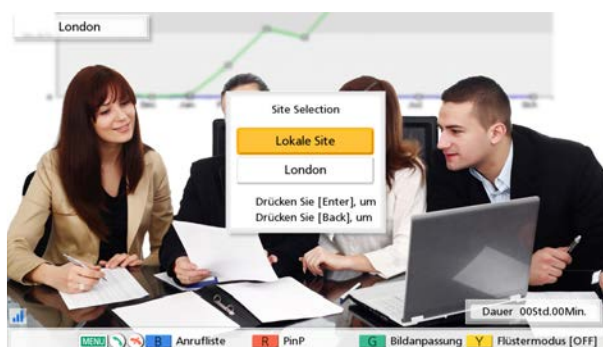 London
Site Selection
Lokale Site
London
Drücken Sie [Enter], um
Drücken Sie [Back], um
Dauer 00Std.00Min.
MENU B Anrufliste R PinP G Bildanpassung Y Flüstermodus [OFF]